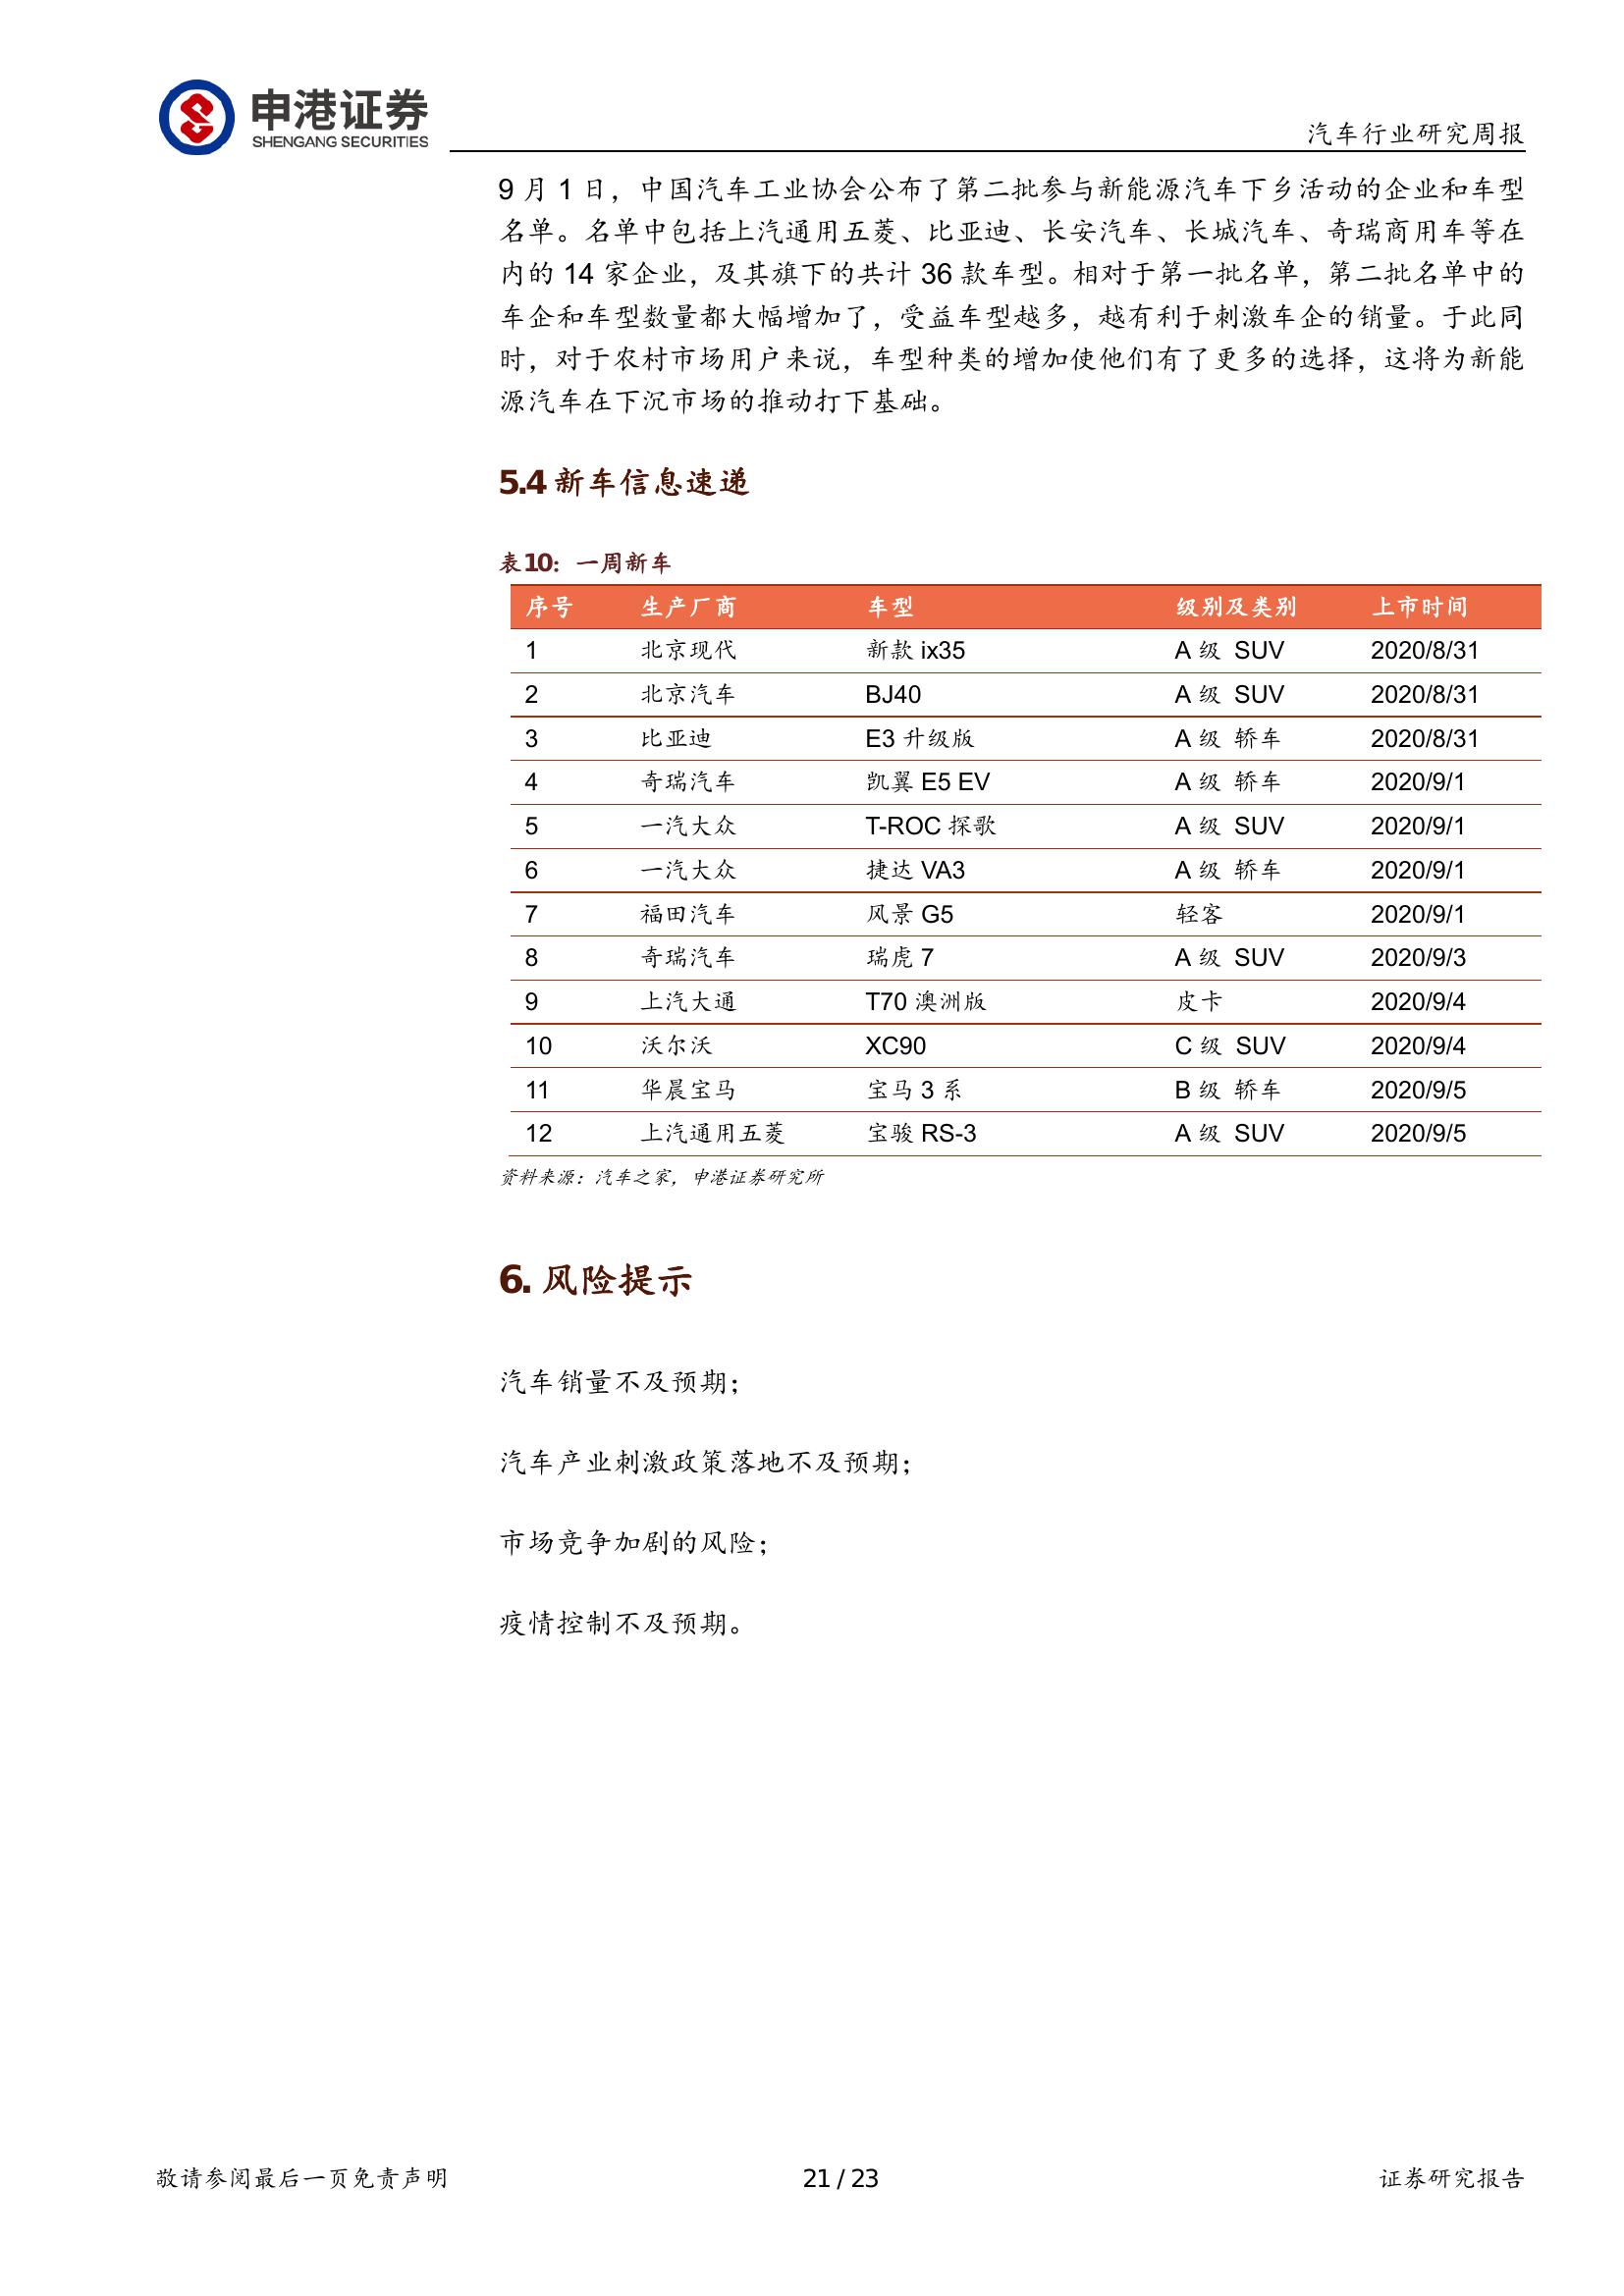 申港证券
SHENGANG SECURITIES
汽车行业研究周报
9 月 1 日，中国汽车工业协会公布了第二批参与新能源汽车下乡活动的企业和车型
名单。名单中包括上汽通用五菱、比亚迪、长安汽车、长城汽车、奇瑞商用车等在
内的 14 家企业，及其旗下的共计 36 款车型。相对于第一批名单，第二批名单中的
车企和车型数量都大幅增加了，受益车型越多，越有利于刺激车企的销量。于此同
时，对于农村市场用户来说，车型种类的增加使他们有了更多的选择，这将为新能
源汽车在下沉市场的推动打下基础。
5.4 新车信息速递
表10：一周新车
序号 生产厂商 车型 级别及类别 上市时间
1 北京现代 新款 ix35 A 级 SUV 2020/8/31
2 北京汽车 BJ40 A 级 SUV 2020/8/31
3 比亚迪 E3 升级版 A 级 轿车 2020/8/31
4 奇瑞汽车 凯翼 E5 EV A 级 轿车 2020/9/1
5 一汽大众 T-ROC 探歌 A 级 SUV 2020/9/1
6 一汽大众 捷达 VA3 A 级 轿车 2020/9/1
7 福田汽车 风景 G5 轻客 2020/9/1
8 奇瑞汽车 瑞虎 7 A 级 SUV 2020/9/3
9 上汽大通 T70 澳洲版 皮卡 2020/9/4
10 沃尔沃 XC90 C 级 SUV 2020/9/4
11 华晨宝马 宝马 3 系 B 级 轿车 2020/9/5
12 上汽通用五菱 宝骏 RS-3 A 级 SUV 2020/9/5
资料来源：汽车之家，申港证券研究所
6. 风险提示
汽车销量不及预期；
汽车产业刺激政策落地不及预期；
市场竞争加剧的风险；
疫情控制不及预期。
敬请参阅最后一页免责声明 21 / 23 证券研究报告